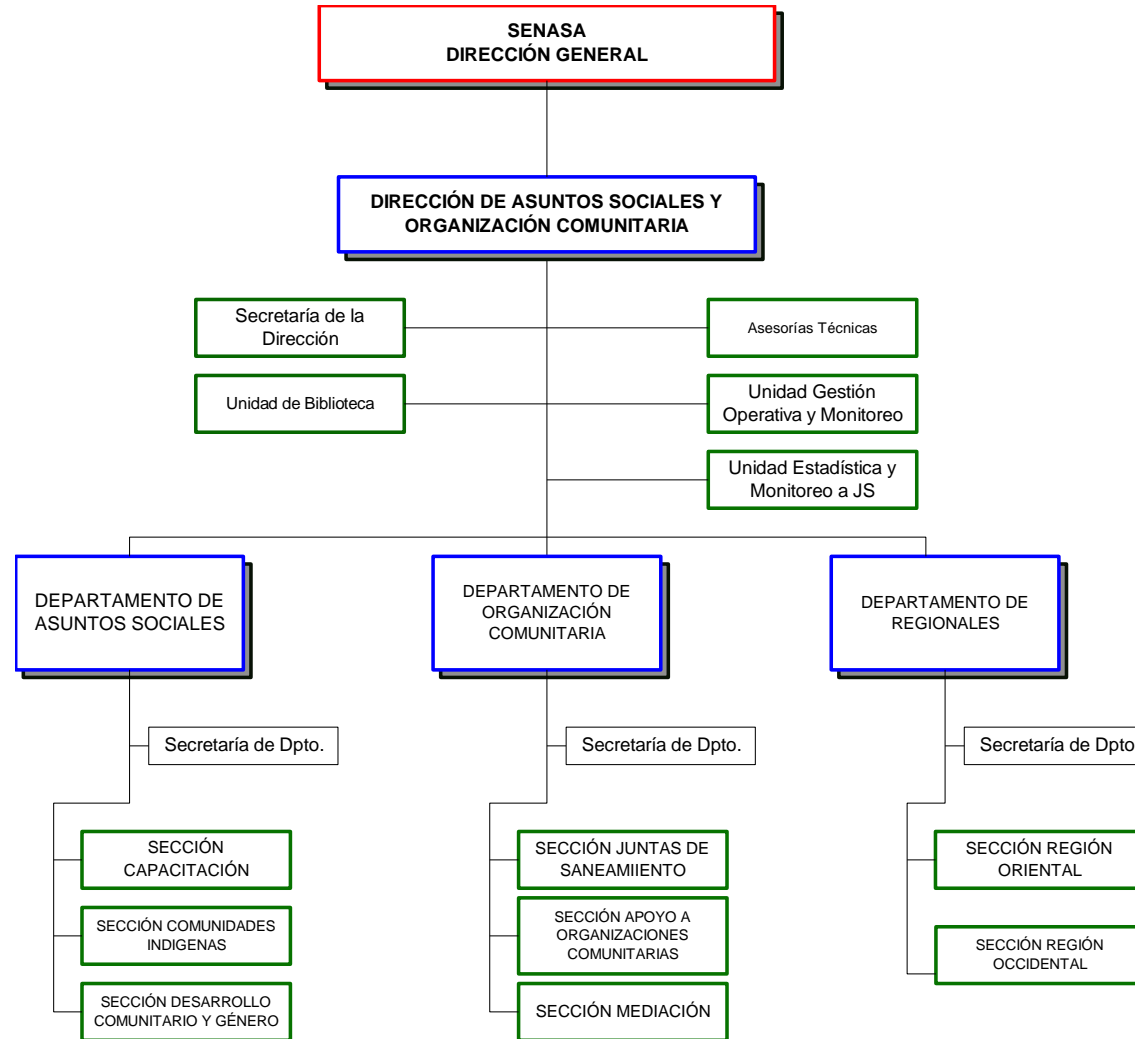 SENASA
DIRECCIÓN GENERAL
DIRECCIÓN DE ASUNTOS SOCIALES Y
ORGANIZACIÓN COMUNITARIA
Secretaría de la
Dirección
Asesorías Técnicas
Unidad de Biblioteca
Unidad Gestión
Operativa y Monitoreo
Unidad Estadística y
Monitoreo a JS
DEPARTAMENTO DE
ASUNTOS SOCIALES
DEPARTAMENTO DE
ORGANIZACIÓN
COMUNITARIA
DEPARTAMENTO DE
REGIONALES
Secretaría de Dpto.
Secretaría de Dpto.
Secretaría de Dpto
SECCIÓN
CAPACITACIÓN
SECCIÓN COMUNIDADES
INDIGENAS
SECCIÓN DESARROLLO
COMUNITARIO Y GÉNERO
SECCIÓN JUNTAS DE
SANEAMIIENTO
SECCIÓN APOYO A
ORGANIZACIONES
COMUNITARIAS
SECCIÓN MEDIACIÓN
SECCIÓN REGIÓN
ORIENTAL
SECCIÓN REGIÓN
OCCIDENTAL